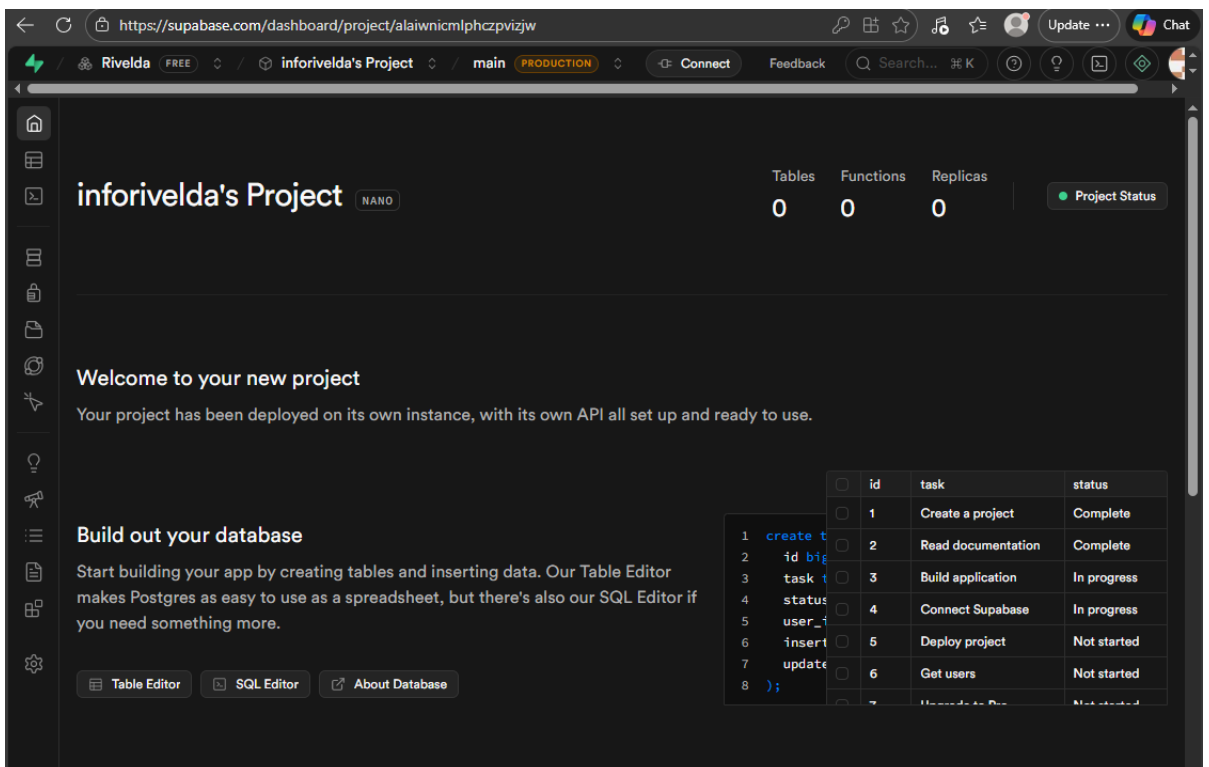 https://supabase.com/dashboard/project/alaiwnicmlphczpvizjw
Update
Chat
Rivelda FREE / inforivelda's Project / main PRODUCTION
Connect
Feedback
Search... ⌘ K
inforivelda's Project NANO
Tables
Functions
Replicas
0
0
0
Project Status
Welcome to your new project
Your project has been deployed on its own instance, with its own API all set up and ready to use.
Build out your database
Start building your app by creating tables and inserting data. Our Table Editor
makes Postgres as easy to use as a spreadsheet, but there's also our SQL Editor if
you need something more.
Table Editor
SQL Editor
About Database
1 create t
2 id big
3 task t
4 status
5 user_i
6 insert
7 update
8 );
id task status
1 Create a project Complete
2 Read documentation Complete
3 Build application In progress
4 Connect Supabase In progress
5 Deploy project Not started
6 Get users Not started